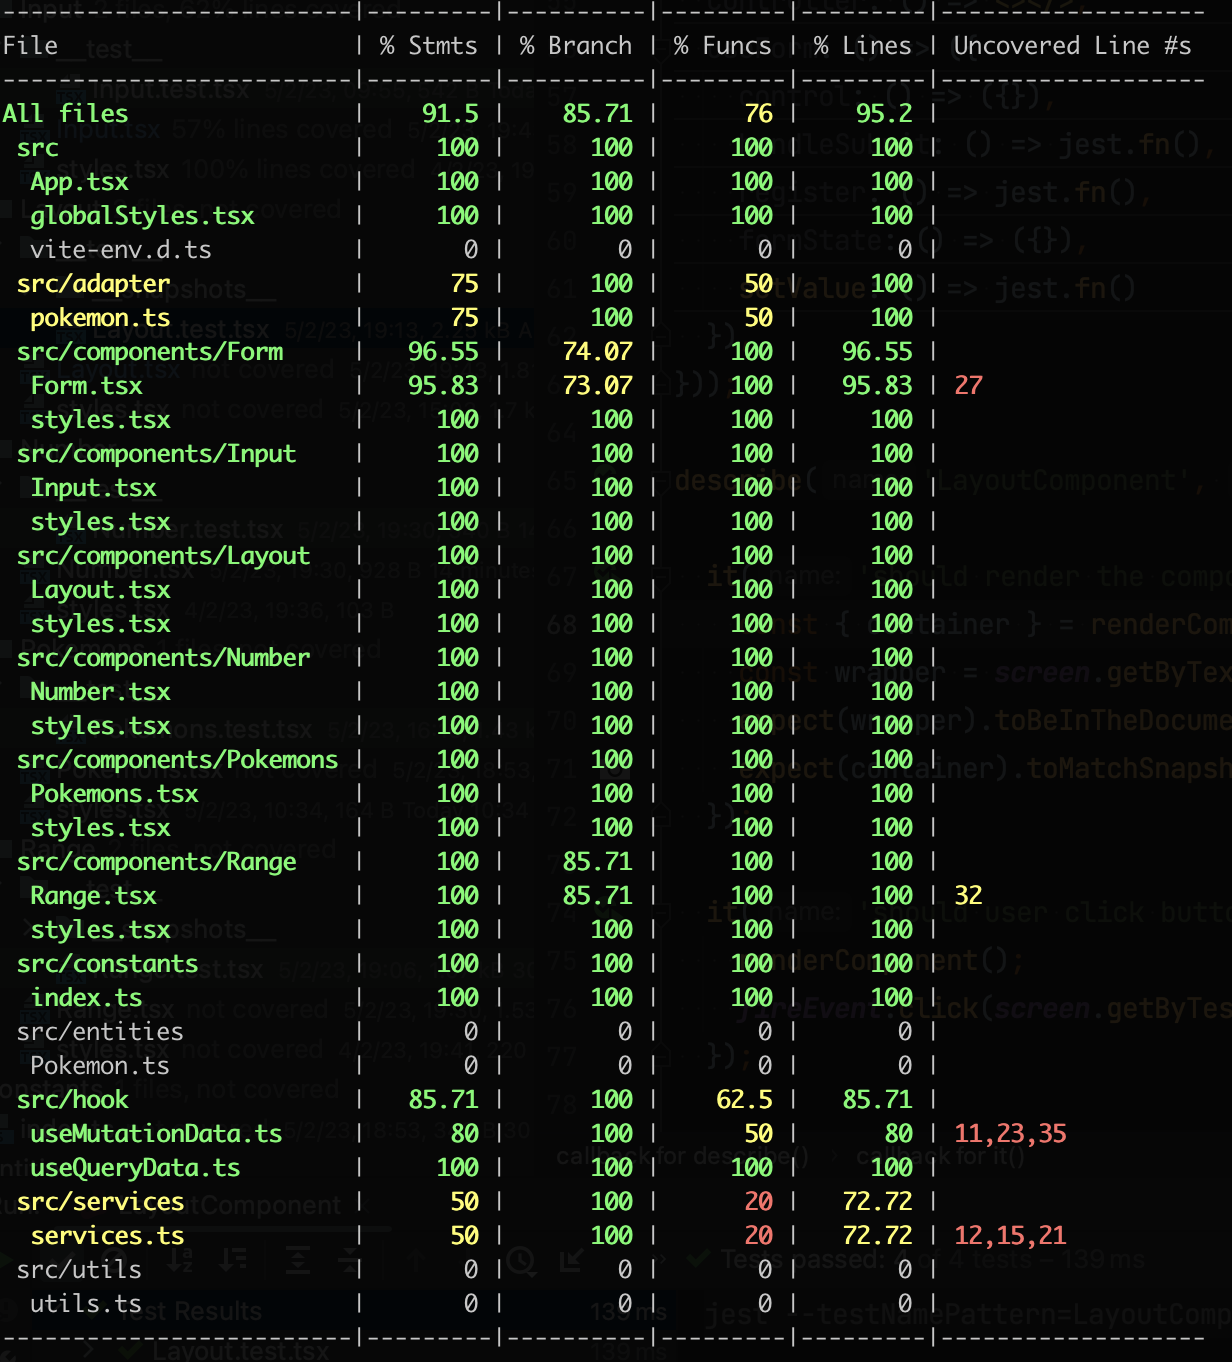 File | % Stmts | % Branch | % Funcs | % Lines | Uncovered Line #s
All files | 91.5 | 85.71 | 76 | 95.2 |
src | 100 | 100 | 100 | 100 |
App.tsx | 100 | 100 | 100 | 100 |
globalStyles.tsx | 100 | 100 | 100 | 100 |
vite-env.d.ts | 0 | 0 | 0 | 0 |
src/adapter | 75 | 100 | 50 | 100 |
pokemon.ts | 75 | 100 | 50 | 100 |
src/components/Form | 96.55 | 74.07 | 100 | 96.55 |
Form.tsx | 95.83 | 73.07 | 100 | 95.83 | 27
styles.tsx | 100 | 100 | 100 | 100 |
src/components/Input | 100 | 100 | 100 | 100 |
Input.tsx | 100 | 100 | 100 | 100 |
styles.tsx | 100 | 100 | 100 | 100 |
src/components/Layout | 100 | 100 | 100 | 100 |
Layout.tsx | 100 | 100 | 100 | 100 |
styles.tsx | 100 | 100 | 100 | 100 |
src/components/Number | 100 | 100 | 100 | 100 |
Number.tsx | 100 | 100 | 100 | 100 |
styles.tsx | 100 | 100 | 100 | 100 |
src/components/Pokemons | 100 | 100 | 100 | 100 |
Pokemons.tsx | 100 | 100 | 100 | 100 |
styles.tsx | 100 | 100 | 100 | 100 |
src/components/Range | 100 | 85.71 | 100 | 100 |
Range.tsx | 100 | 85.71 | 100 | 100 | 32
styles.tsx | 100 | 100 | 100 | 100 |
src/constants | 100 | 100 | 100 | 100 |
index.ts | 100 | 100 | 100 | 100 |
src/entities | 0 | 0 | 0 | 0 |
Pokemon.ts | 0 | 0 | 0 | 0 |
src/hook | 85.71 | 100 | 62.5 | 85.71 |
useMutationData.ts | 80 | 100 | 50 | 80 | 11,23,35
useQueryData.ts | 100 | 100 | 100 | 100 |
src/services | 50 | 100 | 20 | 72.72 |
services.ts | 50 | 100 | 20 | 72.72 | 12,15,21
src/utils | 0 | 0 | 0 | 0 |
utils.ts | 0 | 0 | 0 | 0 |